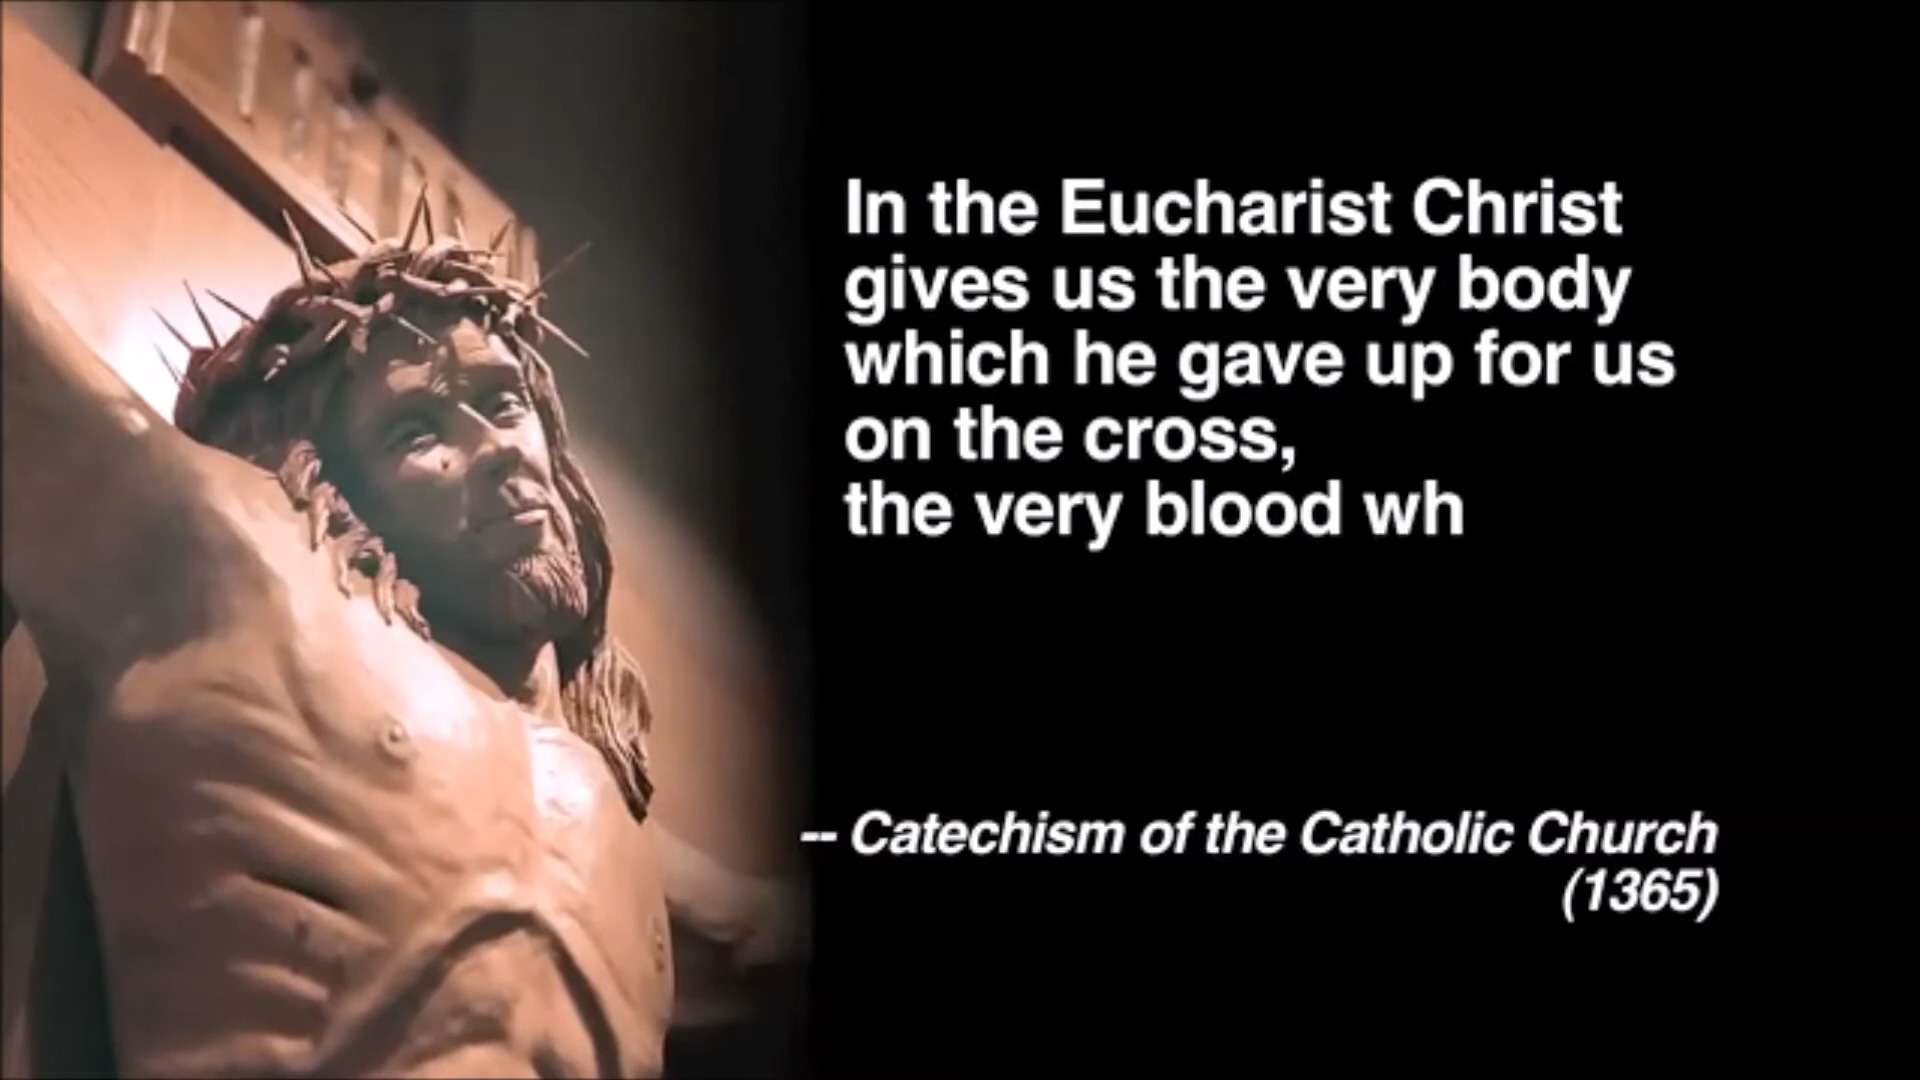 In the Eucharist Christ
gives us the very body
which he gave up for us
on the cross,
the very blood wh
-- Catechism of the Catholic Church
(1365)